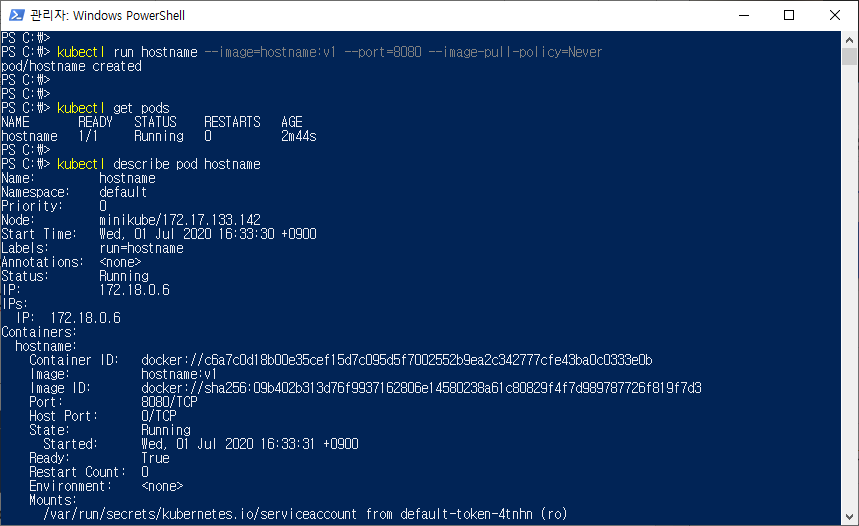 관리자: Windows PowerShell
PS C:₩>
PS C:₩> kubectl run hostname --image=hostname:v1 --port=8080 --image-pull-policy=Never
pod/hostname created
PS C:₩>
PS C:₩>
PS C:₩> kubectl get pods
NAME       READY   STATUS    RESTARTS   AGE
hostname   1/1     Running   0          2m44s
PS C:₩>
PS C:₩> kubectl describe pod hostname
Name:         hostname
Namespace:    default
Priority:     0
Node:         minikube/172.17.133.142
Start Time:   Wed, 01 Jul 2020 16:33:30 +0900
Labels:       run=hostname
Annotations:  <none>
Status:       Running
IP:           172.18.0.6
IPs:
  IP:  172.18.0.6
Containers:
  hostname:
    Container ID:   docker://c6a7c0d18b00e35cef15d7c095d5f7002552b9ea2c342777cfe43ba0c0333e0b
    Image:          hostname:v1
    Image ID:       docker://sha256:09b402b313d76f9937162806e14580238a61c80829f4f7d989787726f819f7d3
    Port:           8080/TCP
    Host Port:      0/TCP
    State:          Running
      Started:      Wed, 01 Jul 2020 16:33:31 +0900
    Ready:          True
    Restart Count:  0
    Environment:    <none>
    Mounts:
      /var/run/secrets/kubernetes.io/serviceaccount from default-token-4tnhn (ro)